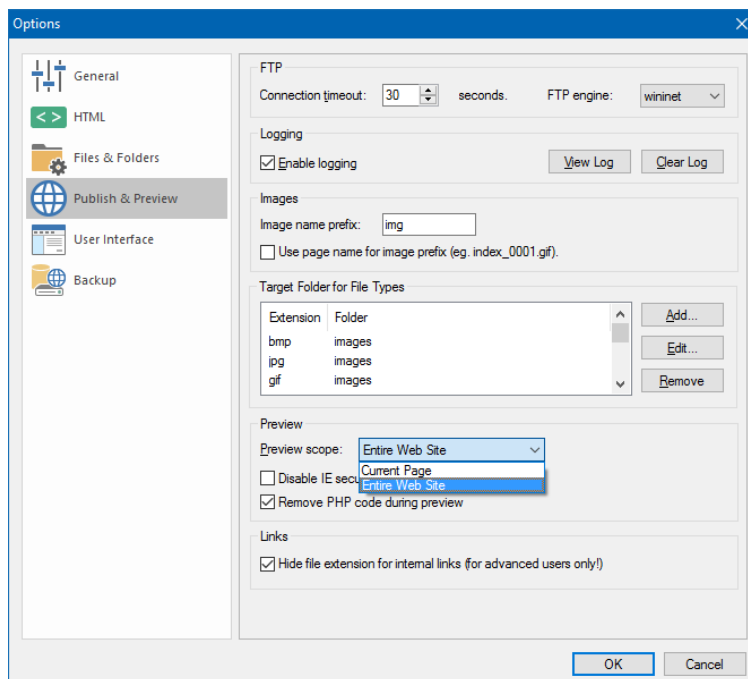 Options
General
HTML
Files & Folders
Publish & Preview
User Interface
Backup
FTP
Connection timeout: 30 seconds. FTP engine: wininet
Logging
Enable logging View Log Clear Log
Images
Image name prefix: img
Use page name for image prefix (eg. index_0001.gif).
Target Folder for File Types
Extension Folder Add...
bmp images
jpg images Edit...
gif images Remove
Preview
Preview scope: Entire Web Site
Current Page
Disable IE secu Entire Web Site
Remove PHP code during preview
Links
Hide file extension for internal links (for advanced users only!)
OK Cancel